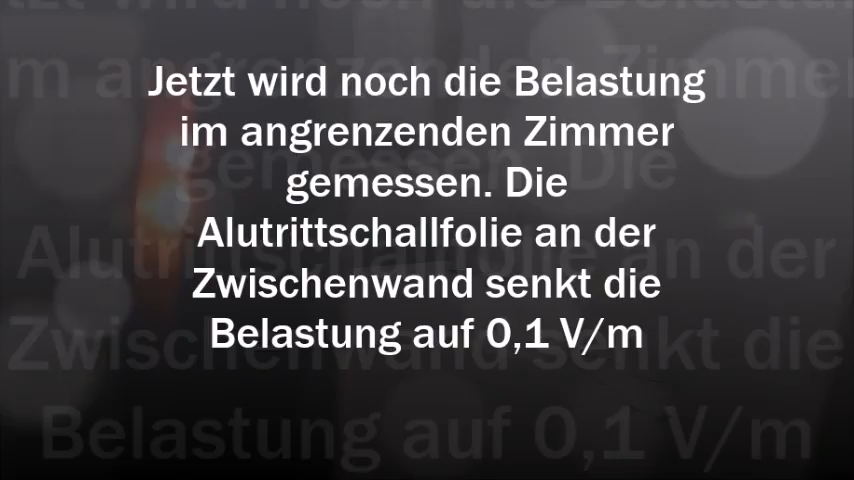 Jetzt wird noch die Belastung
im angrenzenden Zimmer
gemessen. Die
Alutrittschallfolie an der
Zwischenwand senkt die
Belastung auf 0,1 V/m